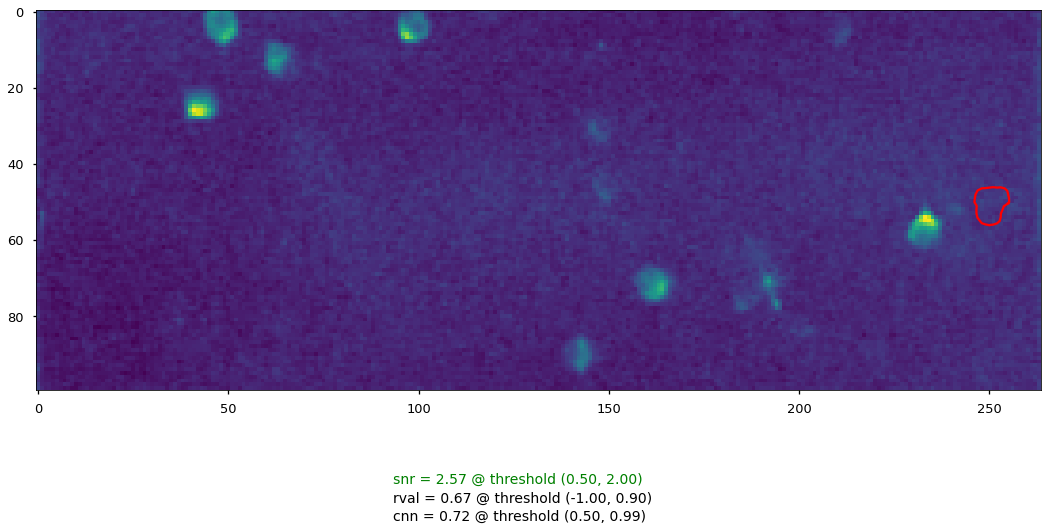 0
20
40
60
80
0 50 100 150 200 250
snr = 2.57 @ threshold (0.50, 2.00)
rval = 0.67 @ threshold (-1.00, 0.90)
cnn = 0.72 @ threshold (0.50, 0.99)